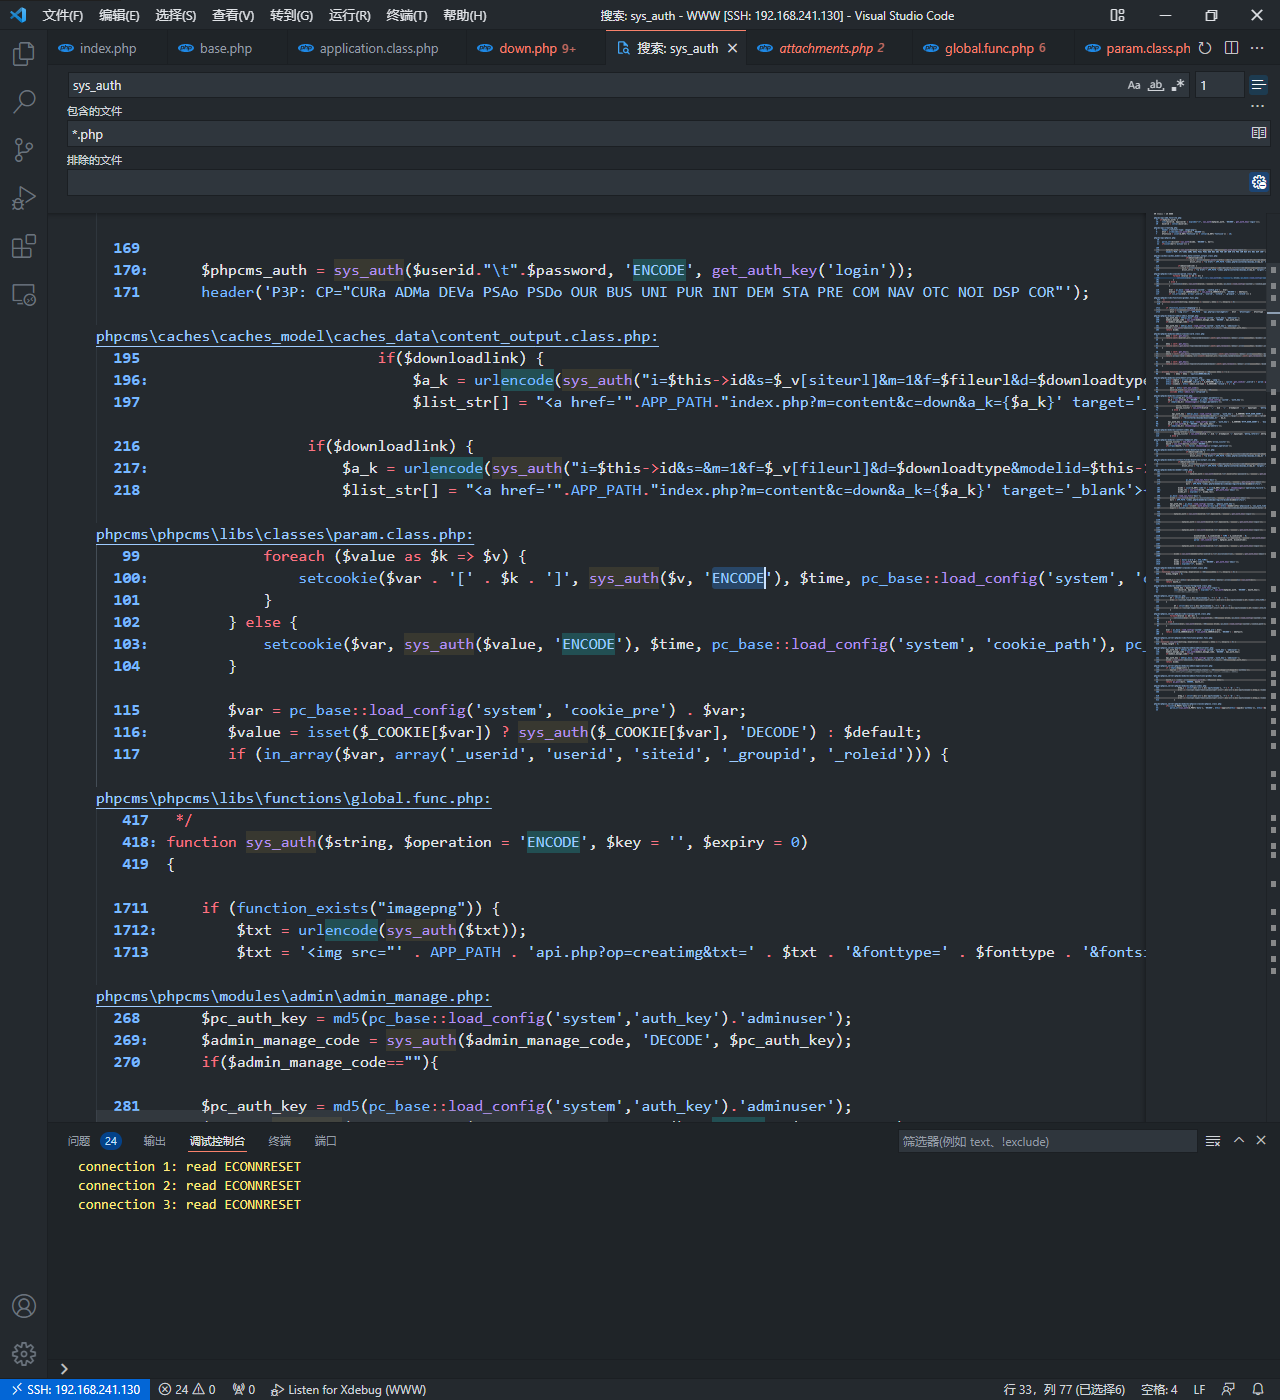 文件(F) 编辑(E) 选择(S) 查看(V) 转到(G) 运行(R) 终端(T) 帮助(H) 搜索: sys_auth - WWW [SSH: 192.168.241.130] - Visual Studio Code
index.php base.php application.class.php down.php 9+ 搜索: sys_auth attachments.php 2 global.func.php 6 param.class.ph
sys_auth Aa ab 1
包含的文件
*.php
排除的文件
169
170: $phpcms_auth = sys_auth($userid."\t".$password, 'ENCODE', get_auth_key('login'));
171 header('P3P: CP="CURa ADMa DEVa PSAo PSDo OUR BUS UNI PUR INT DEM STA PRE COM NAV OTC NOI DSP COR"');
phpcms\caches\caches_model\caches_data\content_output.class.php:
195 if($downloadlink) {
196: $a_k = urlencode(sys_auth("i=$this->id&s=$_v[siteurl]&m=1&f=$fileurl&d=$downloadtype
197 $list_str[] = "<a href='".APP_PATH."index.php?m=content&c=down&a_k={$a_k}' target='_
216 if($downloadlink) {
217: $a_k = urlencode(sys_auth("i=$this->id&s=&m=1&f=$_v[fileurl]&d=$downloadtype&modelid=$this-
218 $list_str[] = "<a href='".APP_PATH."index.php?m=content&c=down&a_k={$a_k}' target='_blank'>
phpcms\phpcms\libs\classes\param.class.php:
99 foreach ($value as $k => $v) {
100: setcookie($var . '[' . $k . ']', sys_auth($v, 'ENCODE'), $time, pc_base::load_config('system', 'c
101 }
102 } else {
103: setcookie($var, sys_auth($value, 'ENCODE'), $time, pc_base::load_config('system', 'cookie_path'), pc_
104 }
115 $var = pc_base::load_config('system', 'cookie_pre') . $var;
116: $value = isset($_COOKIE[$var]) ? sys_auth($_COOKIE[$var], 'DECODE') : $default;
117 if (in_array($var, array('_userid', 'userid', 'siteid', '_groupid', '_roleid'))) {
phpcms\phpcms\libs\functions\global.func.php:
417 */
418: function sys_auth($string, $operation = 'ENCODE', $key = '', $expiry = 0)
419 {
1711 if (function_exists("imagepng")) {
1712: $txt = urlencode(sys_auth($txt));
1713 $txt = '<img src="' . APP_PATH . 'api.php?op=creatimg&txt=' . $txt . '&fonttype=' . $fonttype . '&fontsi
phpcms\phpcms\modules\admin\admin_manage.php:
268 $pc_auth_key = md5(pc_base::load_config('system','auth_key').'adminuser');
269: $admin_manage_code = sys_auth($admin_manage_code, 'DECODE', $pc_auth_key);
270 if($admin_manage_code==""){
281 $pc_auth_key = md5(pc_base::load_config('system','auth_key').'adminuser');
问题 24 输出 调试控制台 终端 端口 筛选器(例如 text、!exclude)
connection 1: read ECONNRESET
connection 2: read ECONNRESET
connection 3: read ECONNRESET
SSH: 192.168.241.130 24 0 0 Listen for Xdebug (WWW) 行 33，列 77 (已选择6) 空格: 4 LF